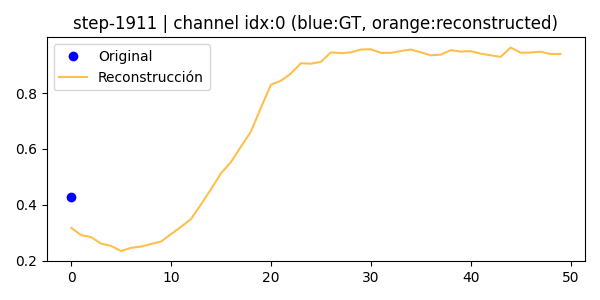 step-1911 | channel idx:0 (blue:GT, orange:reconstructed)
Original
Reconstrucción
0.8
0.6
0.4
0.2
0 10 20 30 40 50